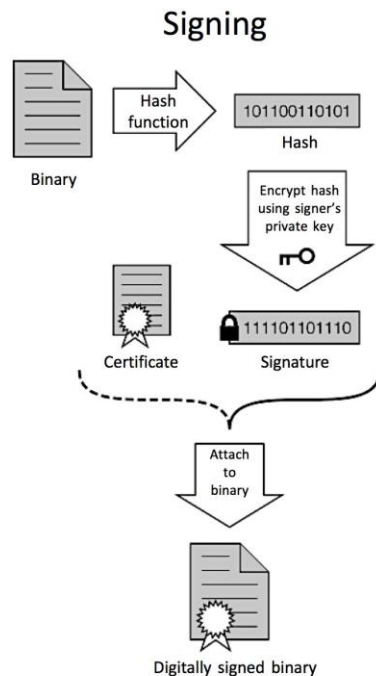 Signing
Hash
function
101100110101
Hash
Binary
Encrypt hash
using signer's
private key
111101101110
Certificate
Signature
Attach
to
binary
Digitally signed binary